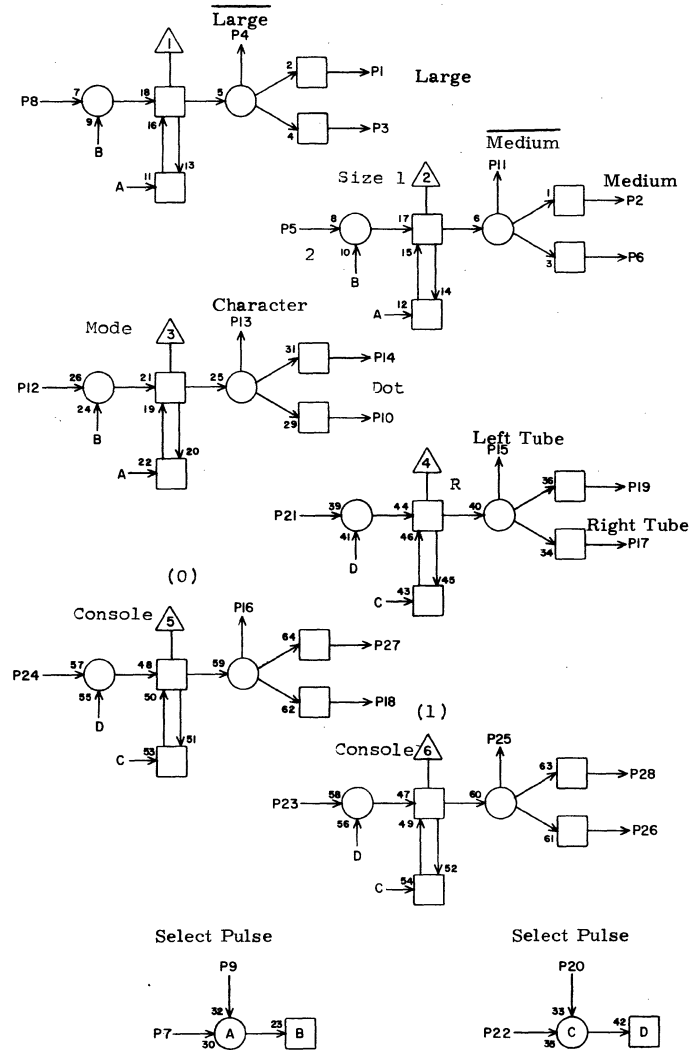 Large
P4
1
2
P1
Large
P8
7
18
5
9
16
4
P3
B
13
A
11
Medium
P11
Size 1
2
Medium
1
P2
P5
8
17
6
2
10
15
3
P6
B
14
A
12
Character
P13
Mode
3
31
P14
P12
26
21
25
Dot
24
19
29
P10
B
20
A
22
Left Tube
P15
4
R
36
P19
P21
39
44
40
Right Tube
41
46
34
P17
D
45
C
43
(0)
Console
5
P16
64
P27
P24
57
48
59
55
50
62
P18
D
51
C
53
(1)
Console
6
P25
63
P28
P23
58
47
60
56
49
61
P26
D
52
C
54
Select Pulse
Select Pulse
P9
P20
32
33
P7
A
23
B
30
P22
C
42
D
35